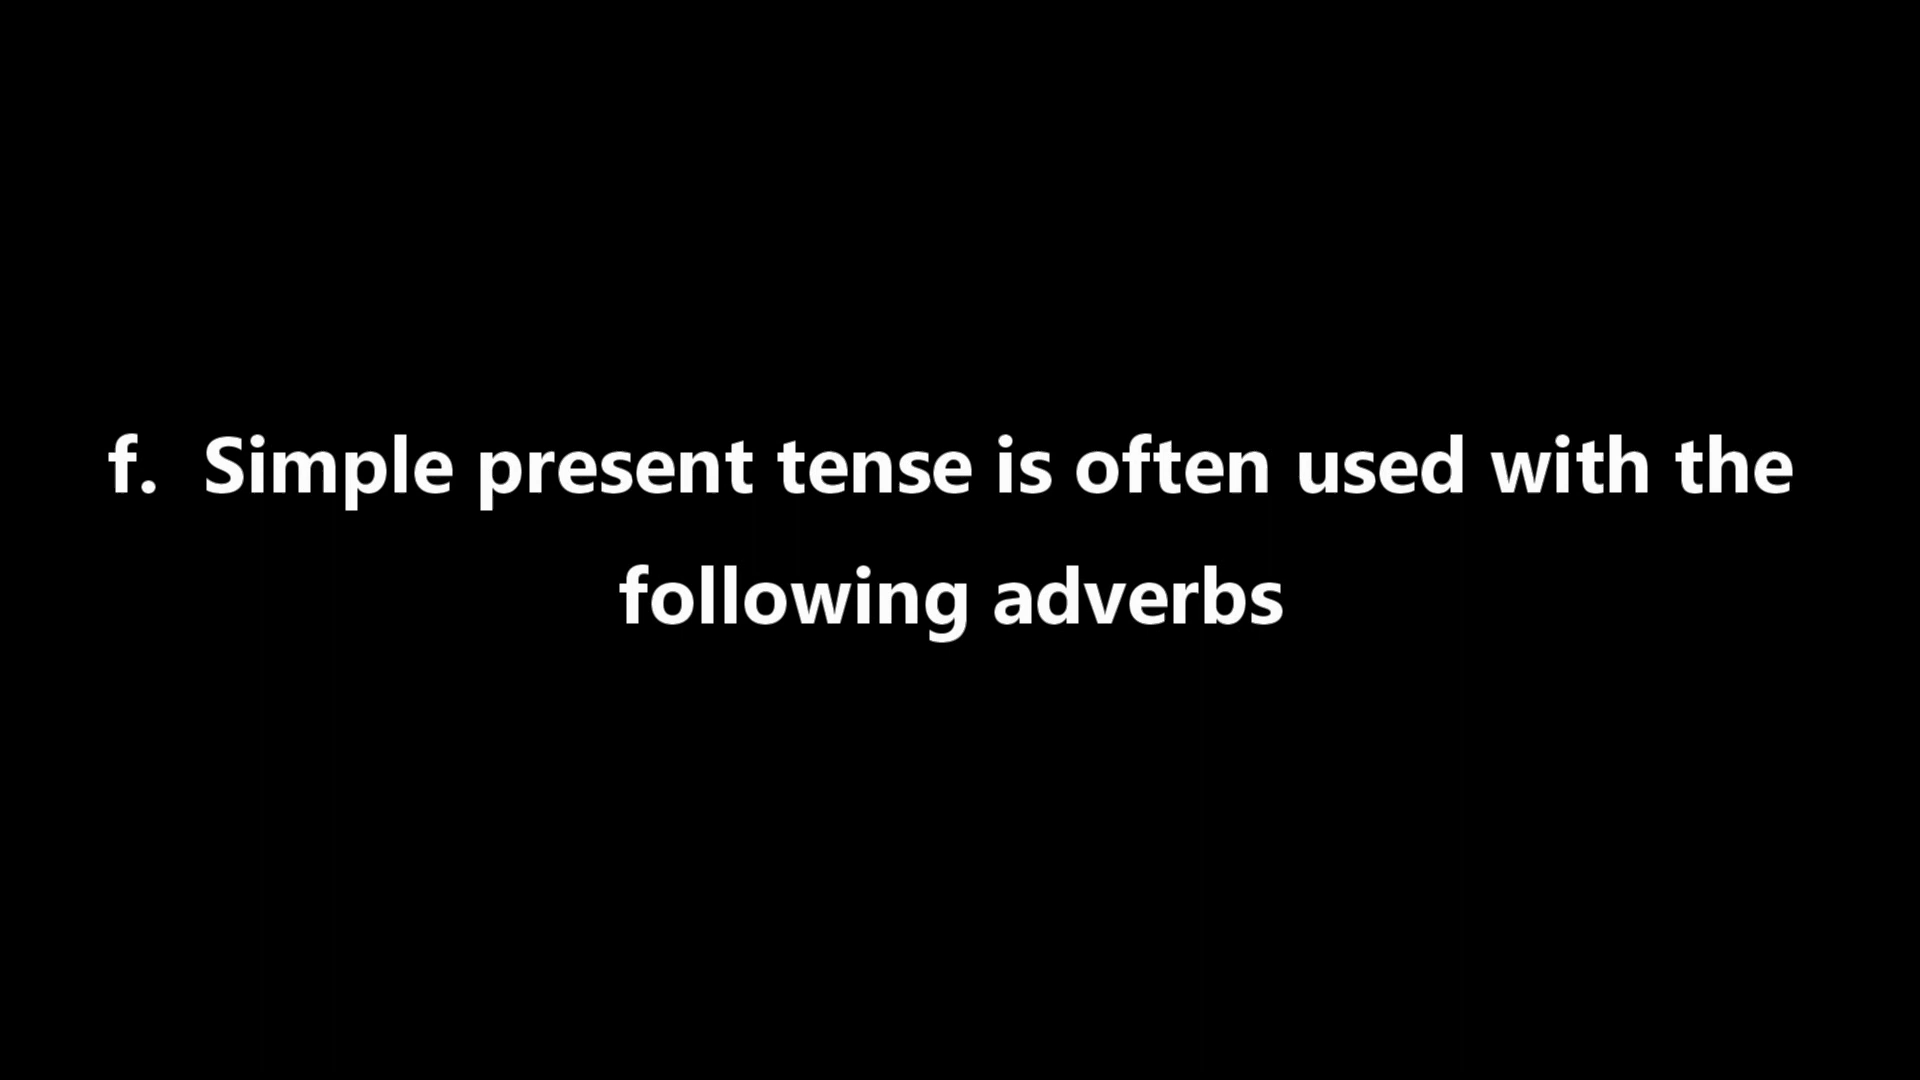 f. Simple present tense is often used with the
following adverbs